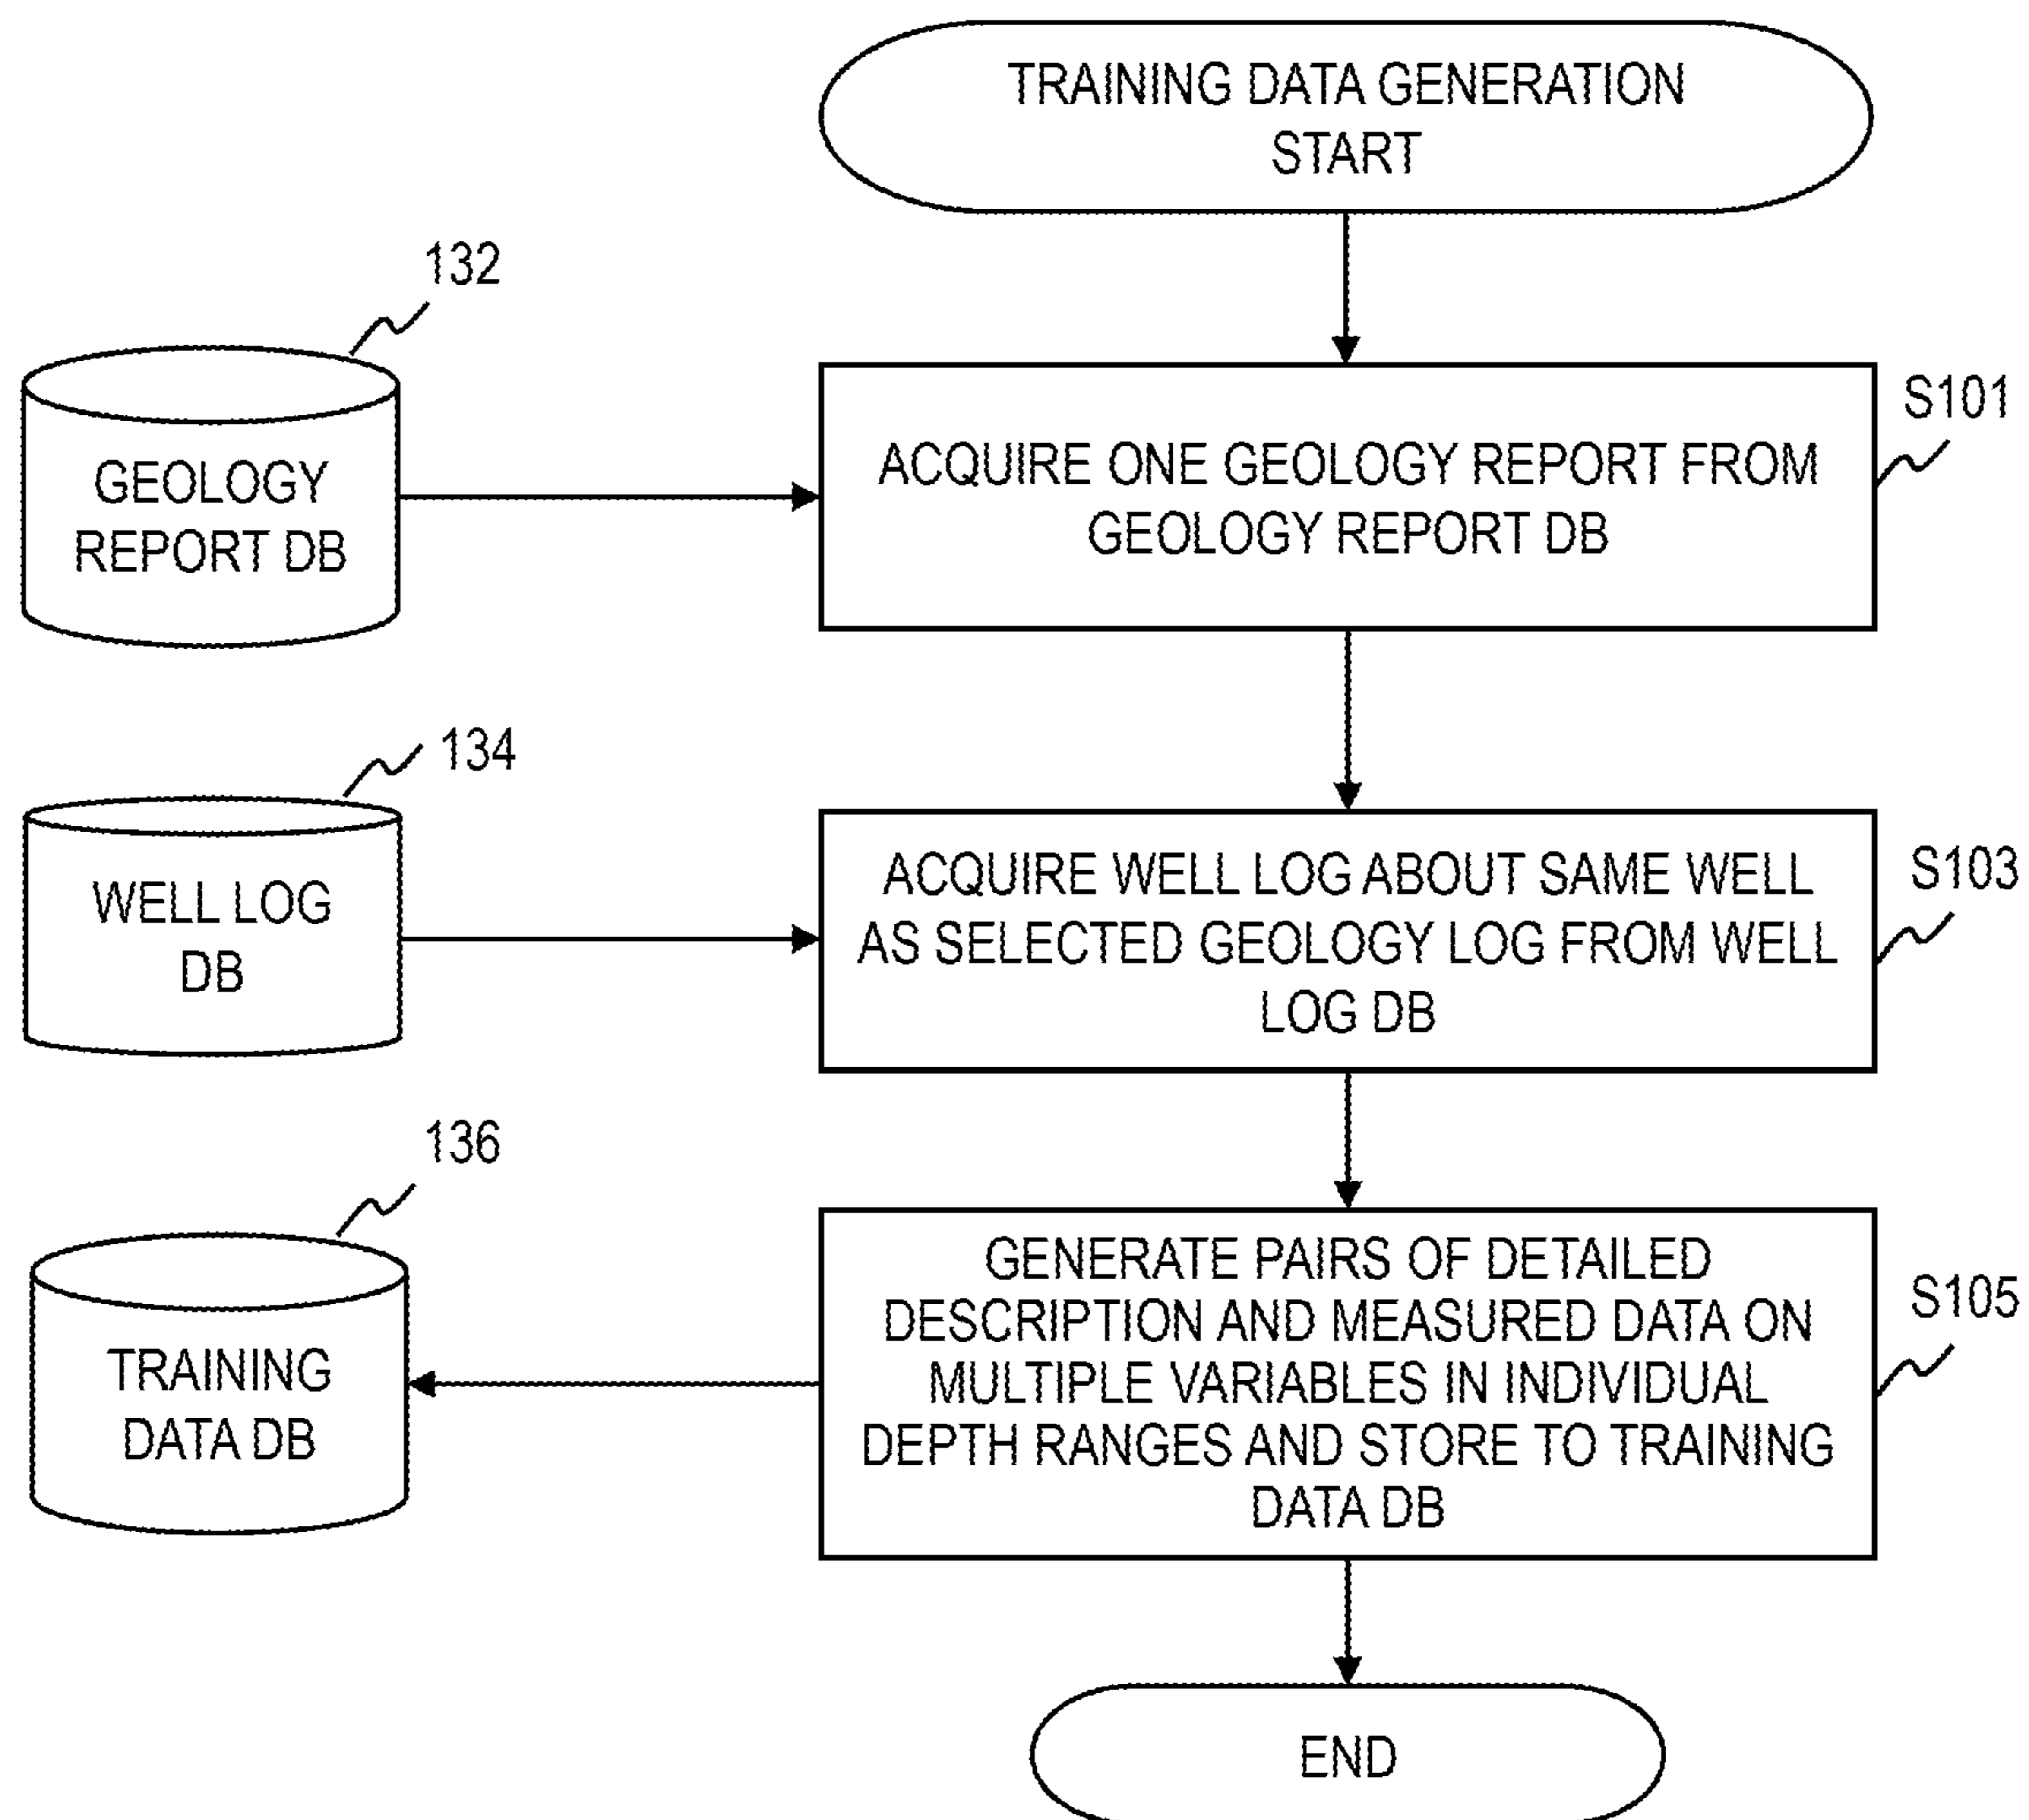 TRAINING DATA GENERATION
START
132
GEOLOGY
REPORT DB
S101
ACQUIRE ONE GEOLOGY REPORT FROM
GEOLOGY REPORT DB
134
WELL LOG
DB
S103
ACQUIRE WELL LOG ABOUT SAME WELL
AS SELECTED GEOLOGY LOG FROM WELL
LOG DB
136
TRAINING
DATA DB
S105
GENERATE PAIRS OF DETAILED
DESCRIPTION AND MEASURED DATA ON
MULTIPLE VARIABLES IN INDIVIDUAL
DEPTH RANGES AND STORE TO TRAINING
DATA DB
END